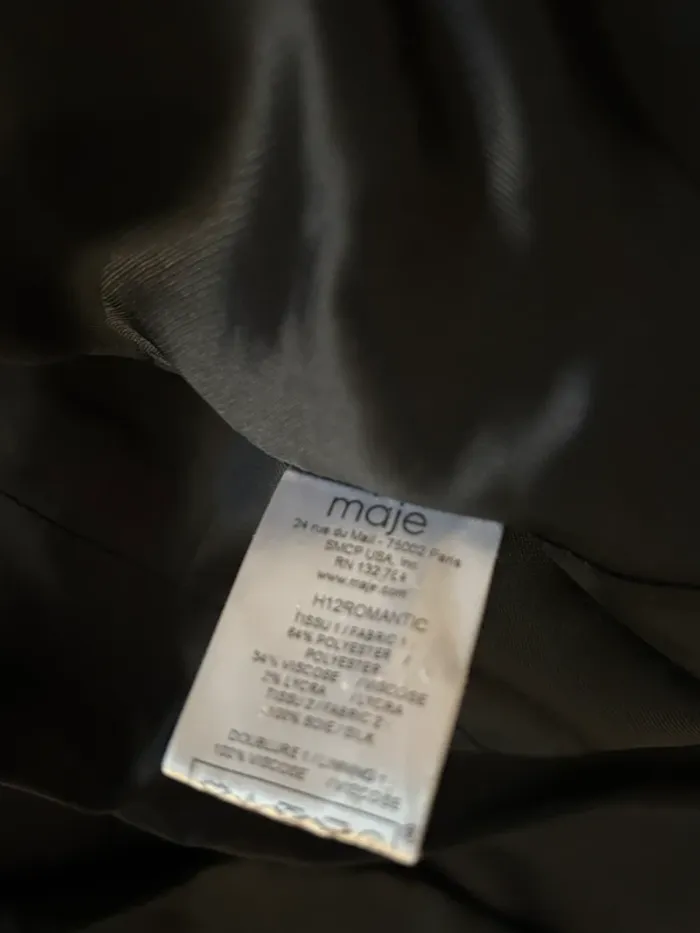 maje
24 rue du Mail - 75002 Paris
SMCP USA, Inc.
RN 132,764
www.maje.com
H12ROMANTIC
TISSU 1 / FABRIC 1
64% POLYESTER /
POLYESTER
34% VISCOSE / VISCOSE
2% LYCRA / LYCRA
TISSU 2 / FABRIC 2
100% SOIE / SILK
DOUBLURE 1 / LINNING 1
100% VISCOSE / VISCOSE